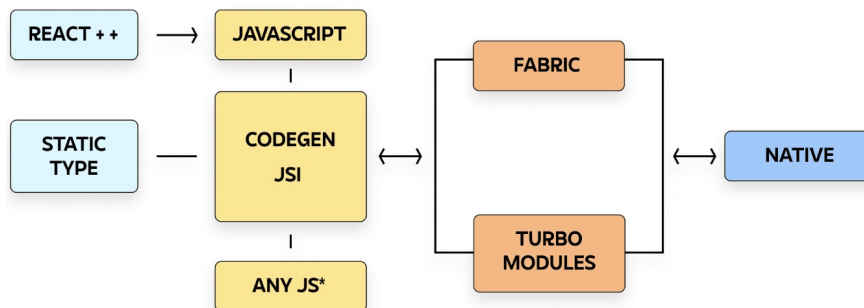 REACT + +
JAVASCRIPT
FABRIC
STATIC
TYPE
CODEGEN
JSI
NATIVE
TURBO
MODULES
ANY JS*